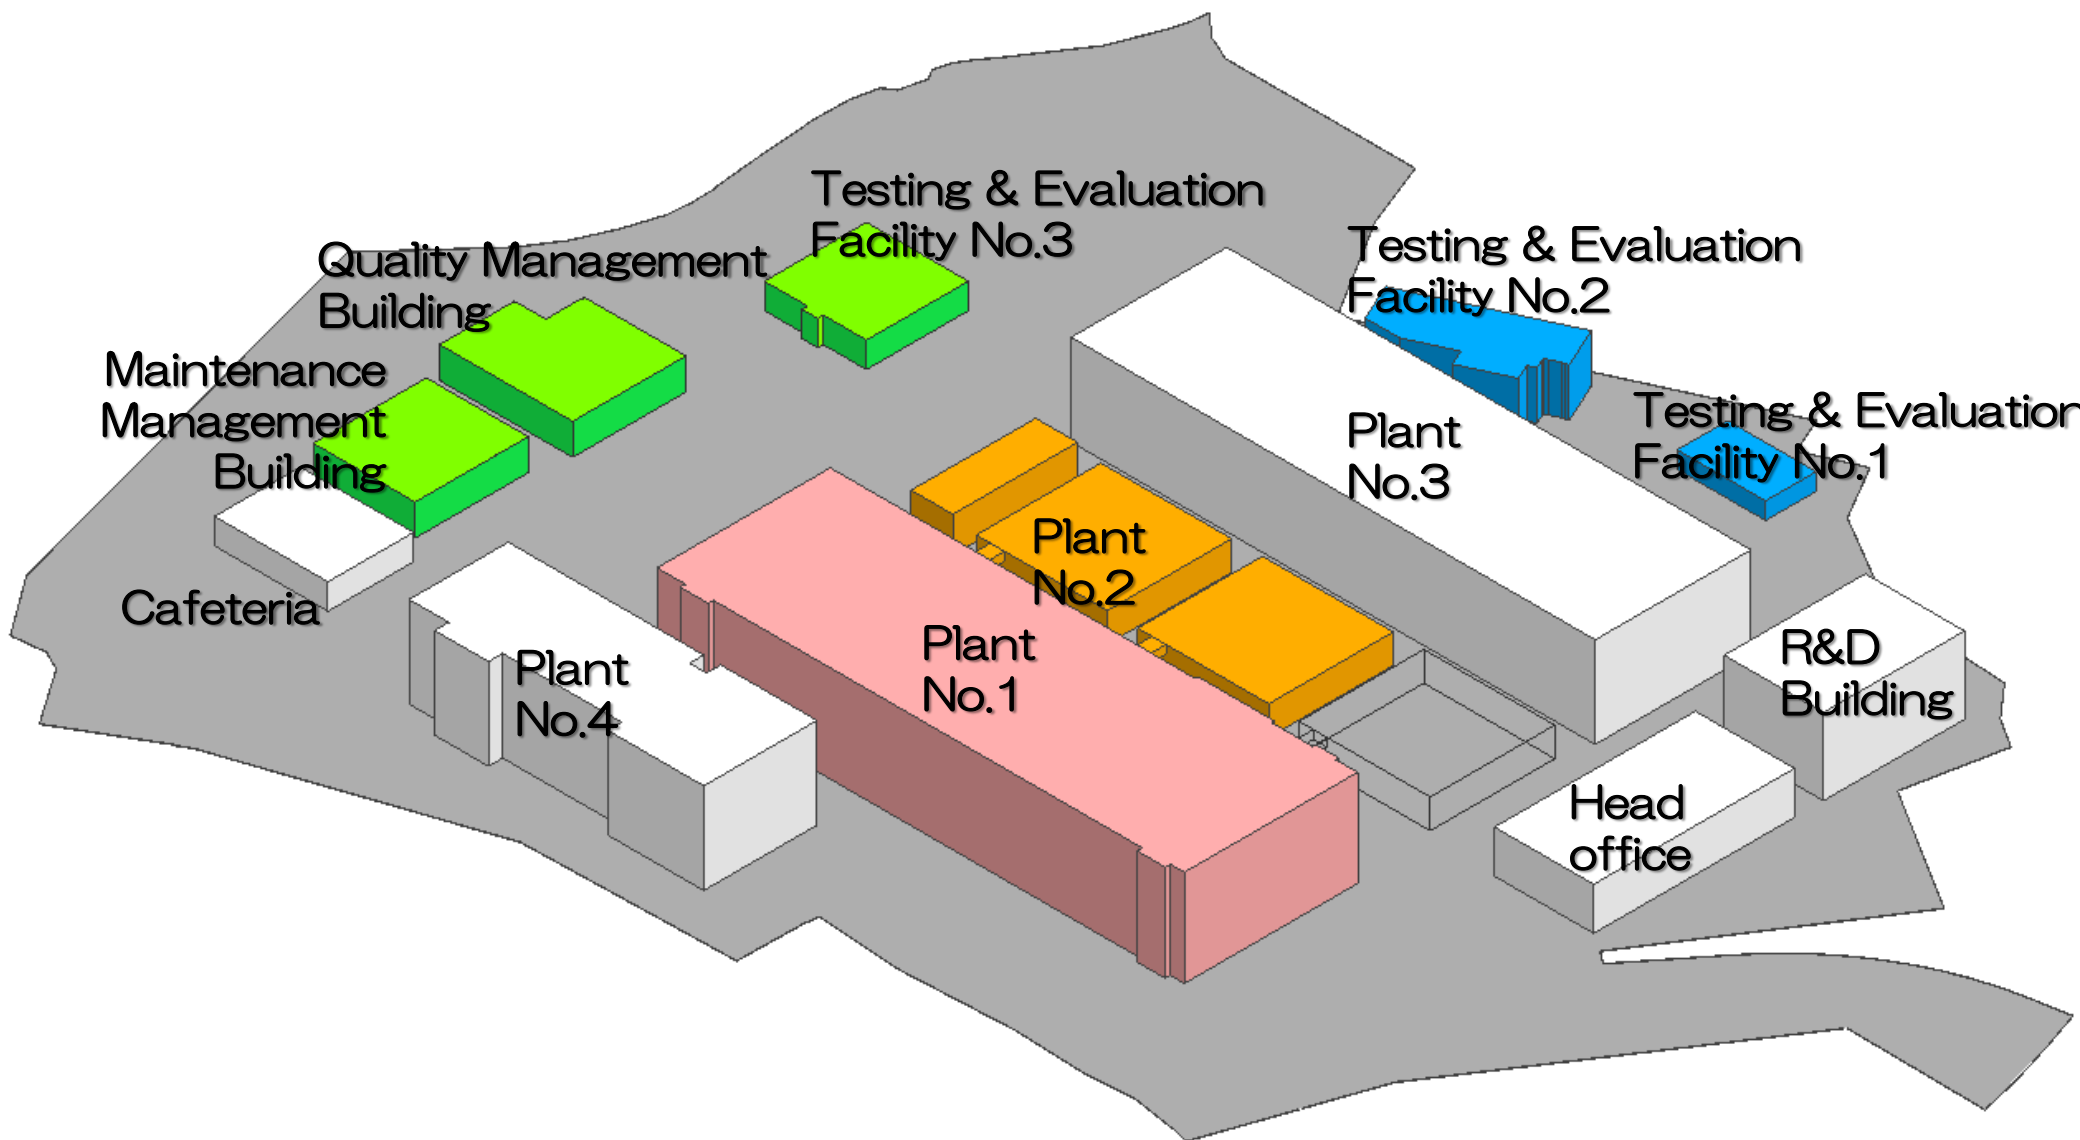 Testing & Evaluation
Facility No.3
Testing & Evaluation
Facility No.2
Quality Management
Building
Maintenance
Management
Building
Testing & Evaluation
Facility No.1
Plant
No.3
Plant
No.2
Cafeteria
Plant
No.1
Plant
No.4
R&D
Building
Head
office